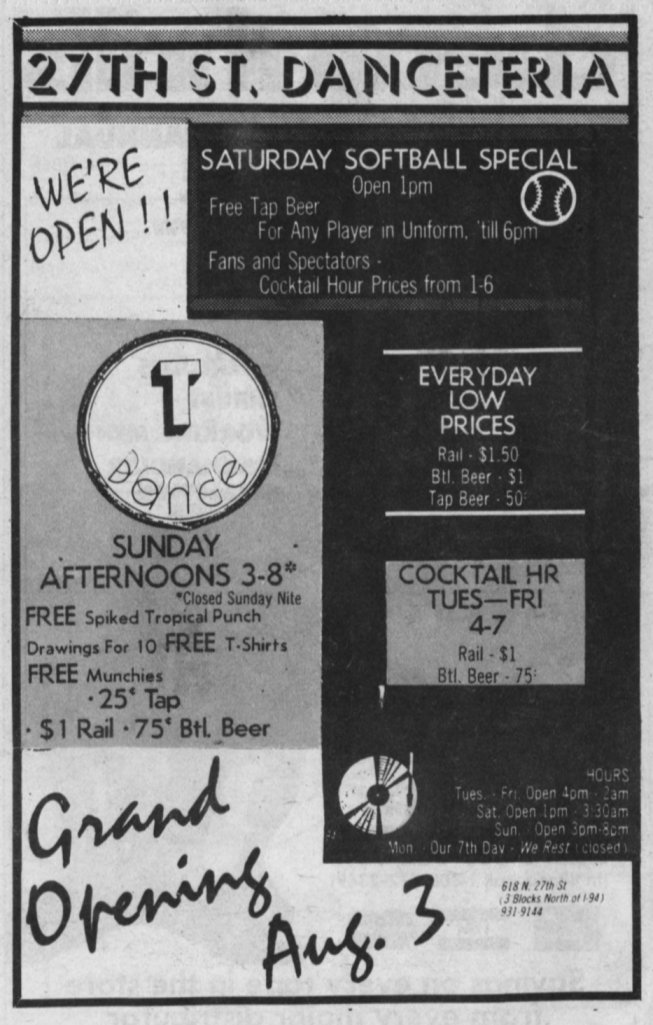 27TH ST. DANCETERIA
WE'RE
OPEN!!
SATURDAY SOFTBALL SPECIAL
Open 1pm
Free Tap Beer
For Any Player in Uniform, 'till 6pm
Fans and Spectators -
Cocktail Hour Prices from 1-6
T
DANCE
SUNDAY
AFTERNOONS 3-8*
*Closed Sunday Nite
FREE Spiked Tropical Punch
Drawings For 10 FREE T-Shirts
FREE Munchies
· 25¢ Tap
· $1 Rail · 75¢ Btl. Beer
EVERYDAY
LOW
PRICES
Rail - $1.50
Btl. Beer - $1
Tap Beer - 50¢
COCKTAIL HR
TUES—FRI
4-7
Rail - $1
Btl. Beer - 75¢
HOURS
Tues. - Fri. Open 4pm - 2am
Sat. Open 1pm - 3:30am
Sun. - Open 3pm-8pm
Mon. - Our 7th Day - We Rest (closed)
Grand
Opening
Aug. 3
618 N. 27th St
(3 Blocks North of I-94)
931-9144